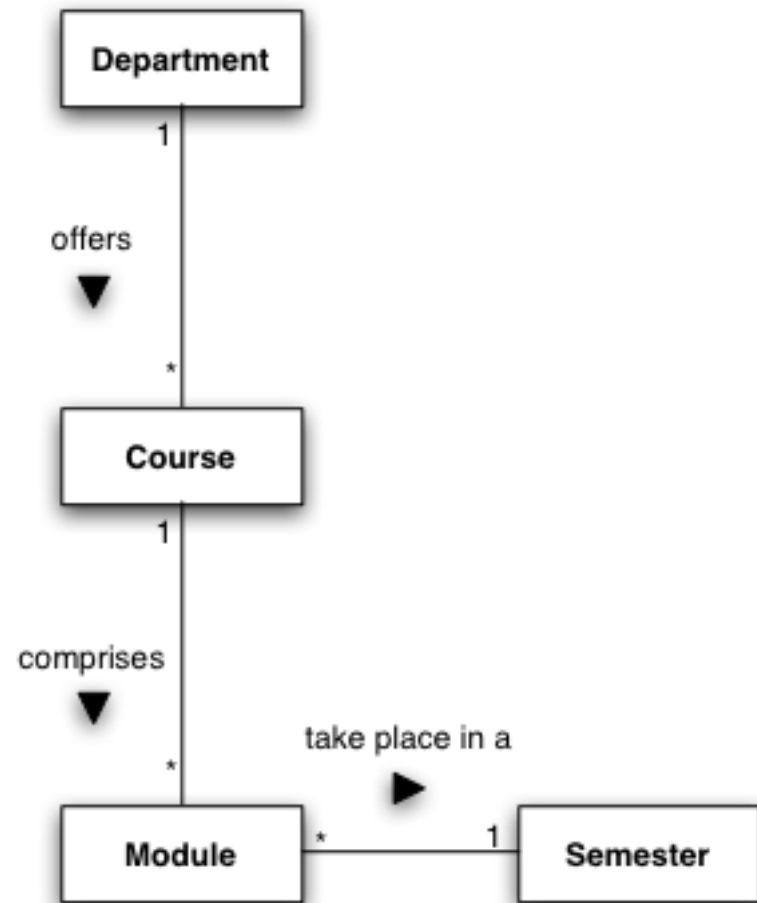 Department
1
offers
*
Course
1
comprises
*
take place in a
Module
*
1
Semester